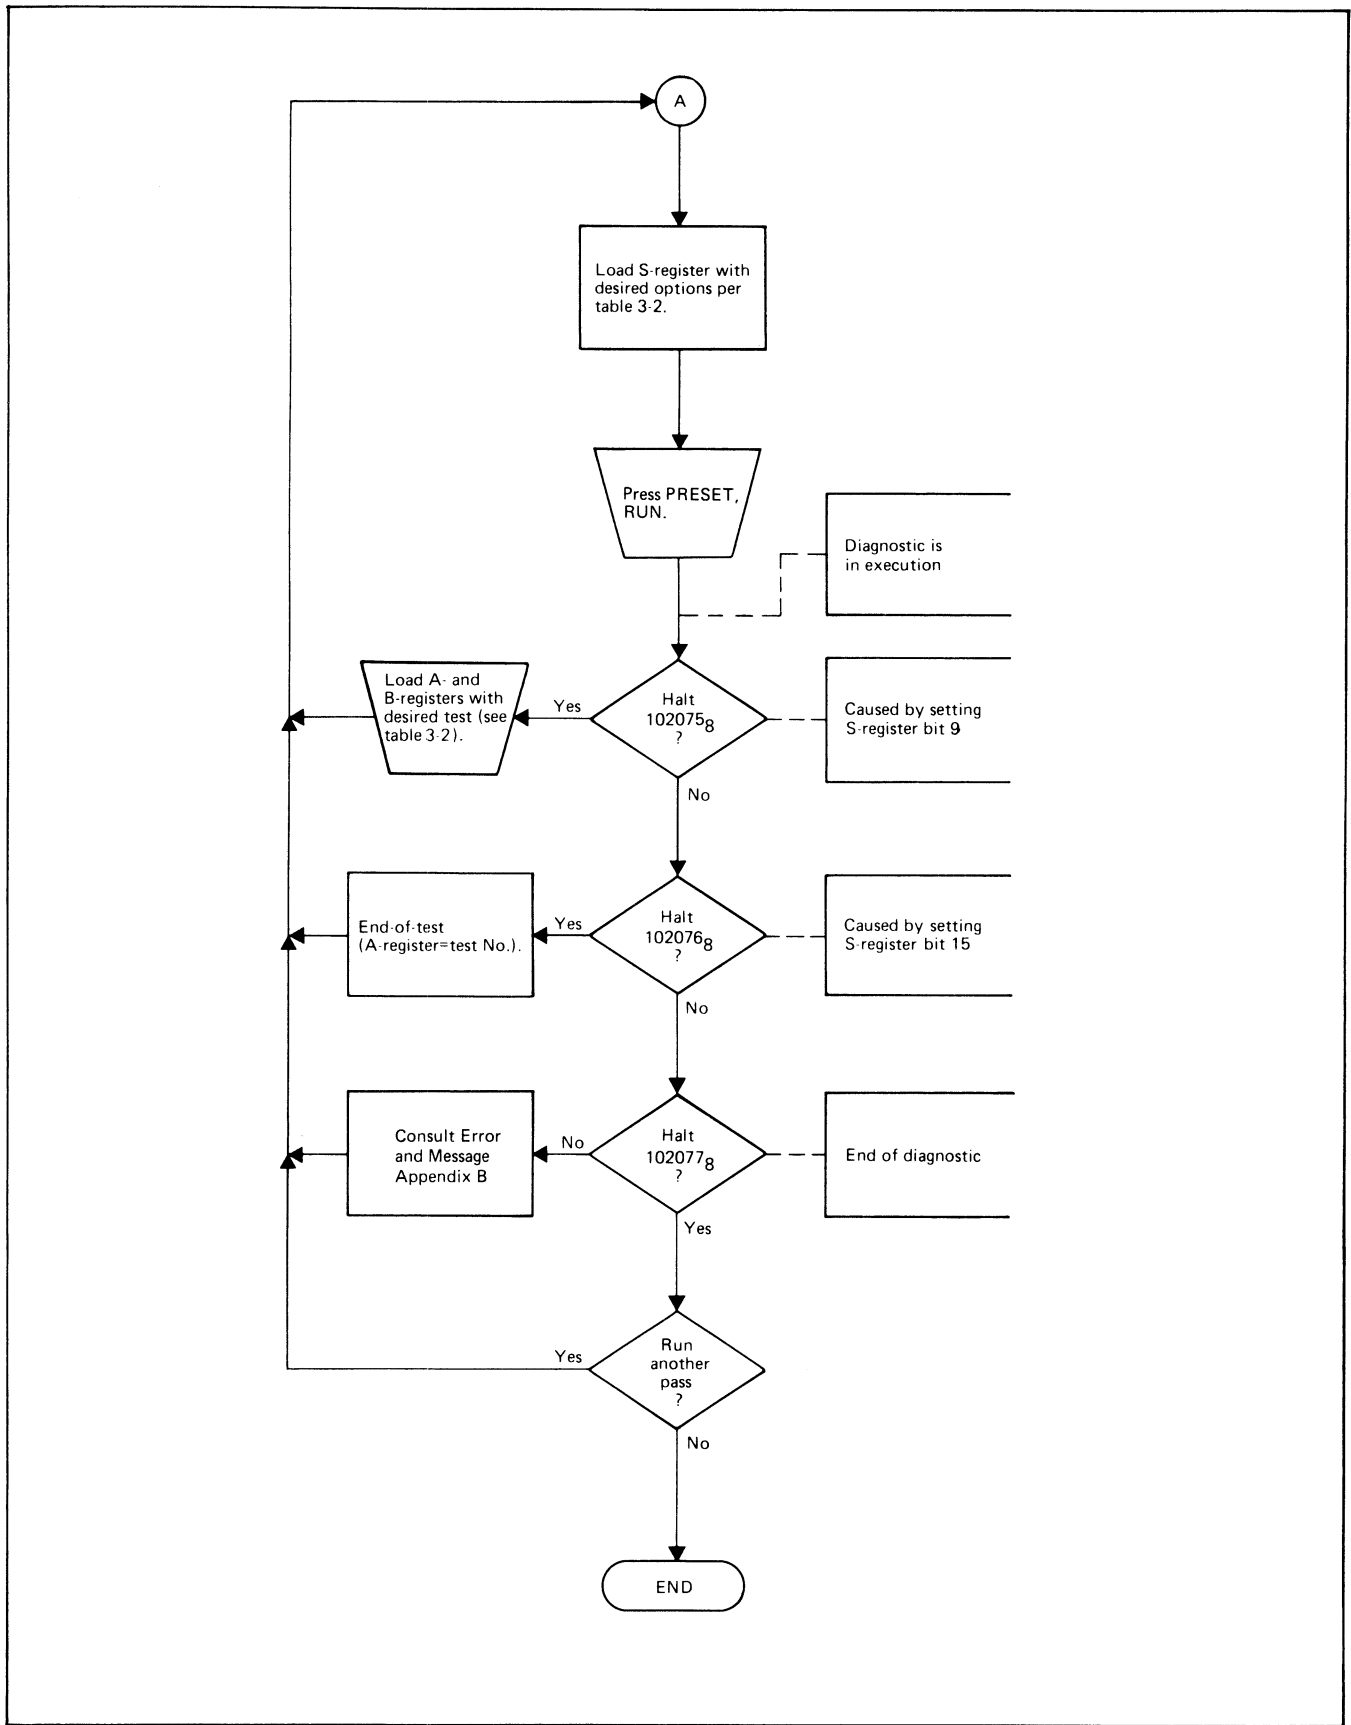 A
Load S-register with
desired options per
table 3-2.
Press PRESET,
RUN.
Diagnostic is
in execution
Load A- and
B-registers with
desired test (see
table 3-2).
Yes
Halt
102075₈
?
Caused by setting
S-register bit 9
No
End-of-test
(A-register=test No.).
Yes
Halt
102076₈
?
Caused by setting
S-register bit 15
No
Consult Error
and Message
Appendix B
No
Halt
102077₈
?
End of diagnostic
Yes
Yes
Run
another
pass
?
No
END